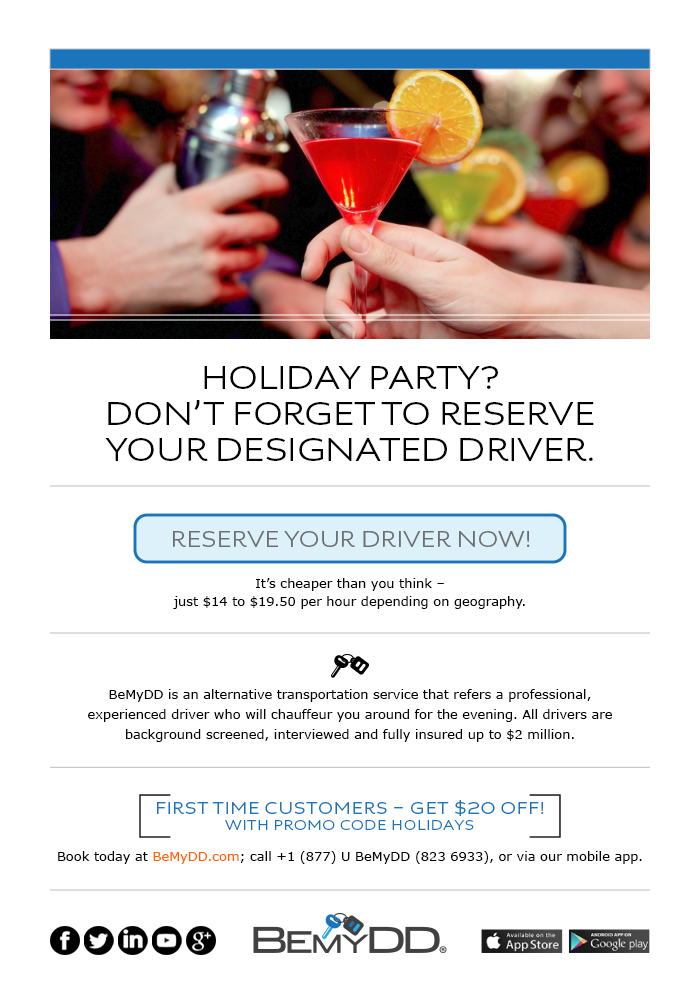 HOLIDAY PARTY?
DON'T FORGET TO RESERVE
YOUR DESIGNATED DRIVER.
RESERVE YOUR DRIVER NOW!
It's cheaper than you think –
just $14 to $19.50 per hour depending on geography.
BeMyDD is an alternative transportation service that refers a professional,
experienced driver who will chauffeur you around for the evening. All drivers are
background screened, interviewed and fully insured up to $2 million.
FIRST TIME CUSTOMERS – GET $20 OFF!
WITH PROMO CODE HOLIDAYS
Book today at BeMyDD.com; call +1 (877) U BeMyDD (823 6933), or via our mobile app.
f in YouTube g+
BEMYDD®
Available on the
App Store
ANDROID APP ON
Google play